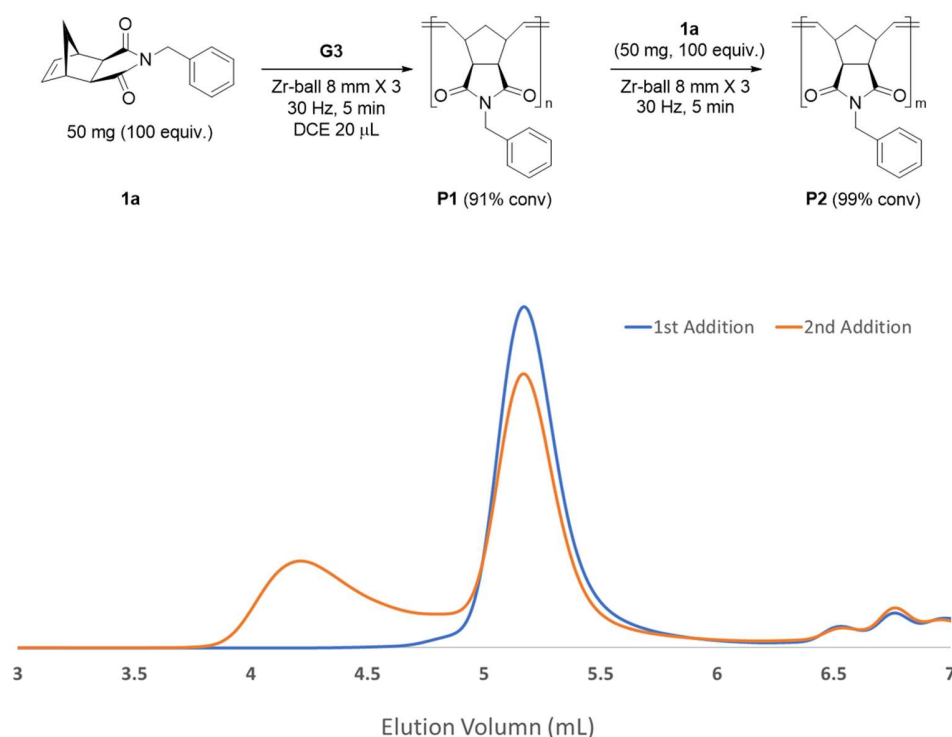 O
N
O
50 mg (100 equiv.)
1a
G3
Zr-ball 8 mm X 3
30 Hz, 5 min
DCE 20 μL
O
N
O
n
P1 (91% conv)
1a
(50 mg, 100 equiv.)
Zr-ball 8 mm X 3
30 Hz, 5 min
O
N
O
m
P2 (99% conv)
1st Addition
2nd Addition
3 3.5 4 4.5 5 5.5 6 6.5 7
Elution Volumn (mL)